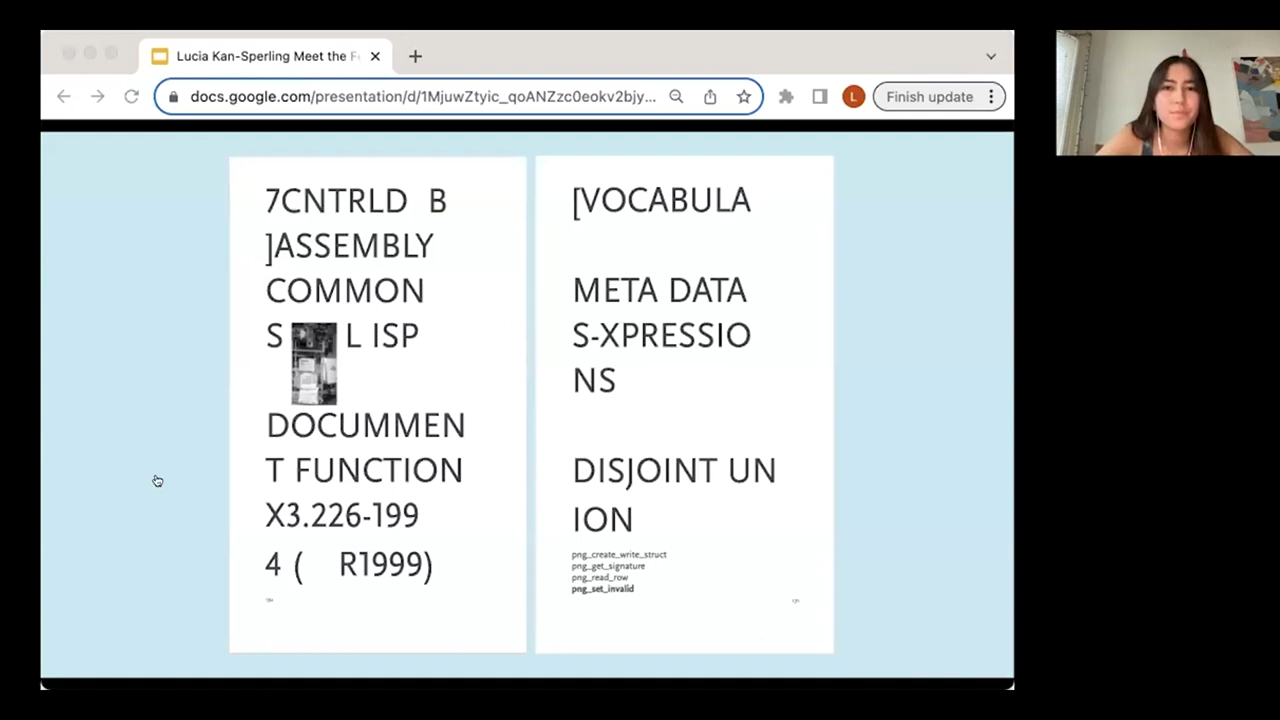 Lucia Kan-Sperling Meet the F
docs.google.com/presentation/d/1MjuwZtyic_qoANZzc0eokv2bjy...
L
Finish update
7CNTRLD B
]ASSEMBLY
COMMON
S L ISP
DOCUMMEN
T FUNCTION
X3.226-199
4 ( R1999)
[VOCABULA
META DATA
S-XPRESSIO
NS
DISJOINT UN
ION
png_create_write_struct
png_get_signature
png_read_row
png_set_invalid